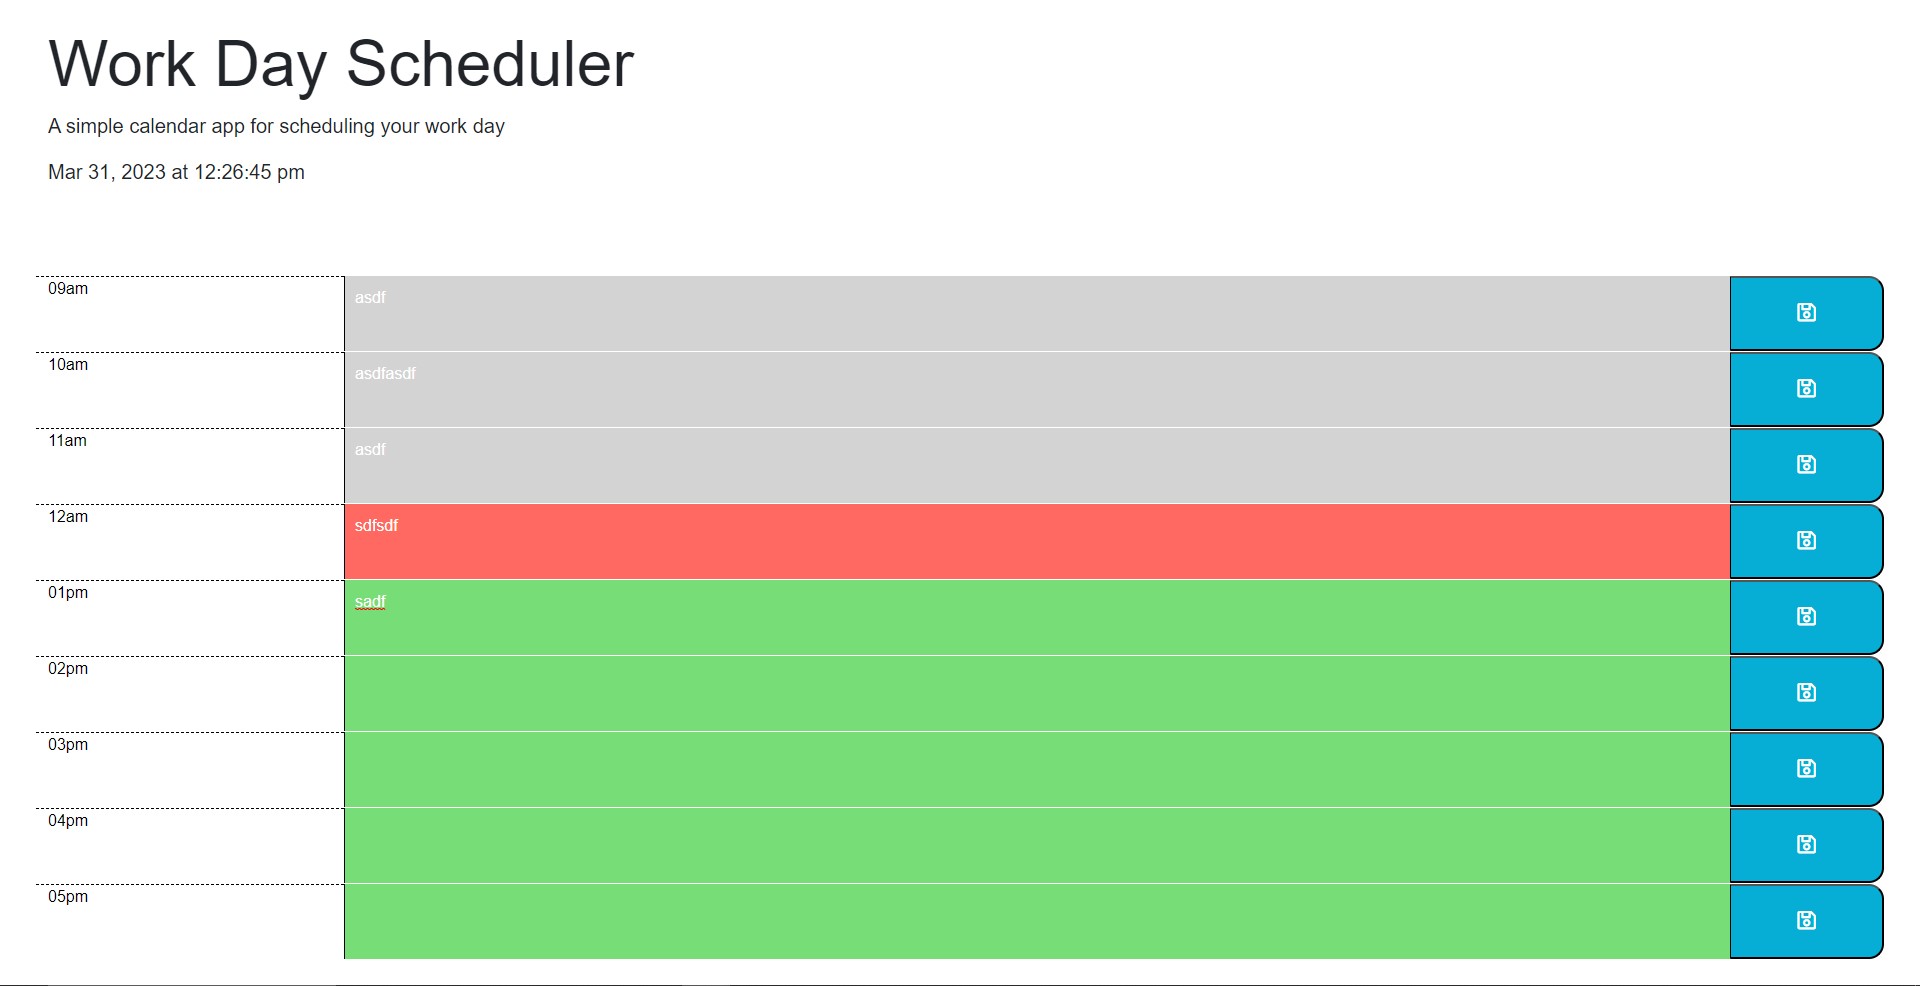 Work Day Scheduler
A simple calendar app for scheduling your work day
Mar 31, 2023 at 12:26:45 pm
09am asdf
10am asdfasdf
11am asdf
12am sdfsdf
01pm sadf
02pm
03pm
04pm
05pm